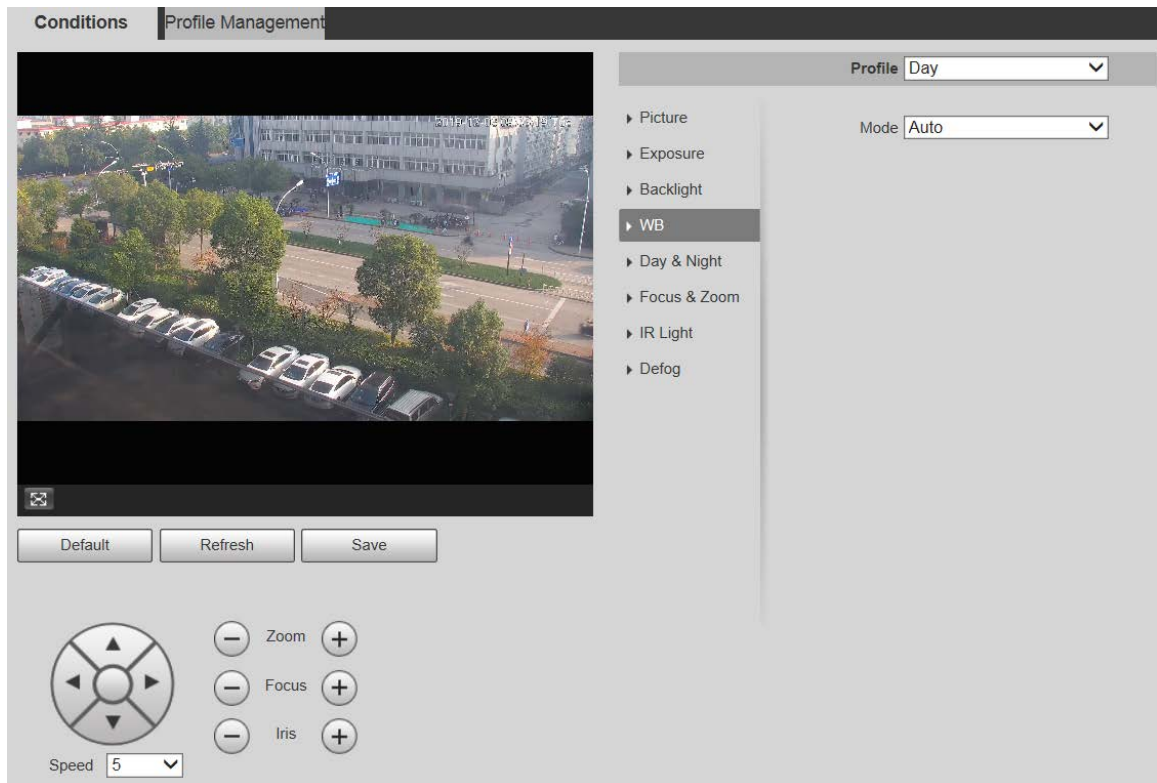 Conditions
Profile Management
Profile Day
Picture
Exposure
Backlight
WB
Day & Night
Focus & Zoom
IR Light
Defog
Mode Auto
Default
Refresh
Save
Zoom
Focus
Iris
Speed 5